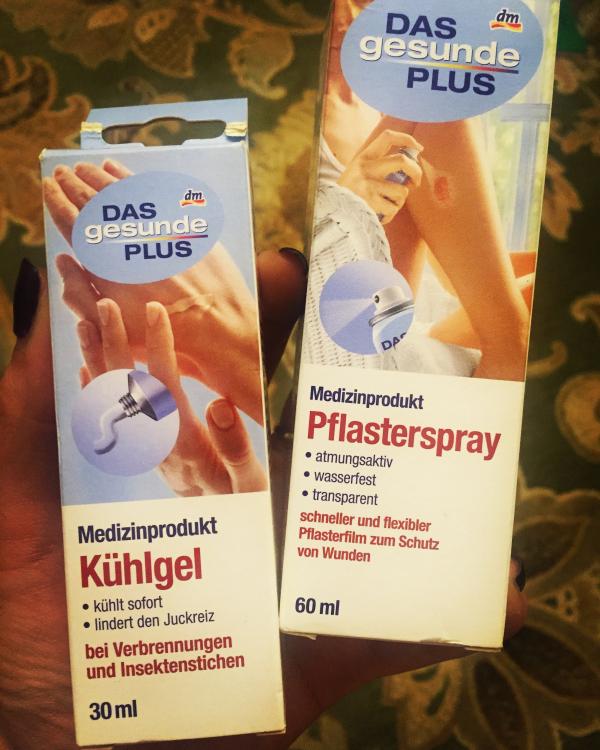 dm
DAS
gesunde
PLUS
Medizinprodukt
Kühlgel
• kühlt sofort
• lindert den Juckreiz
bei Verbrennungen
und Insektenstichen
30 ml
dm
DAS
gesunde
PLUS
DAS
Medizinprodukt
Pflasterspray
• atmungsaktiv
• wasserfest
• transparent
schneller und flexibler
Pflasterfilm zum Schutz
von Wunden
60 ml